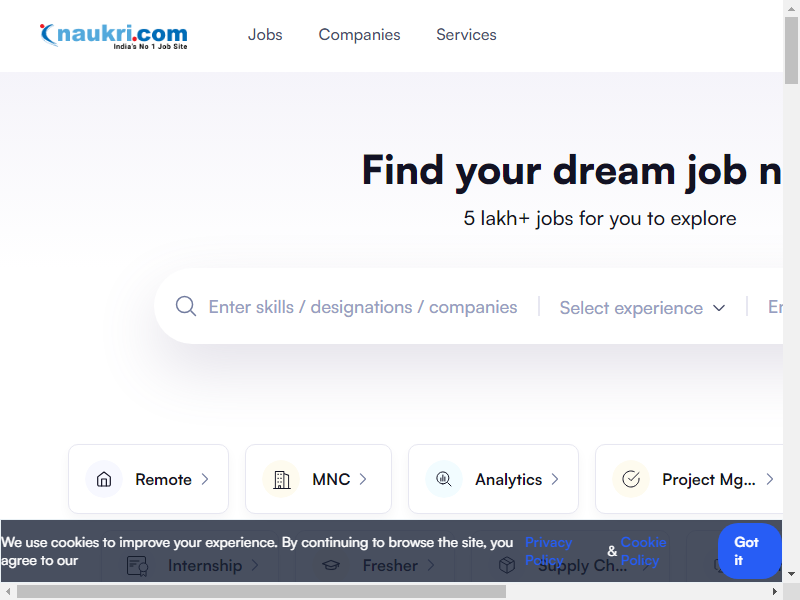 naukri.com
India's No 1 Job Site
Jobs
Companies
Services
Find your dream job n
5 lakh+ jobs for you to explore
Enter skills / designations / companies
Select experience
Er
Remote
MNC
Analytics
Project Mg...
We use cookies to improve your experience. By continuing to browse the site, you
agree to our
Privacy
Policy
&
Cookie
Policy
Got
it
Internship
Fresher
Supply Ch...